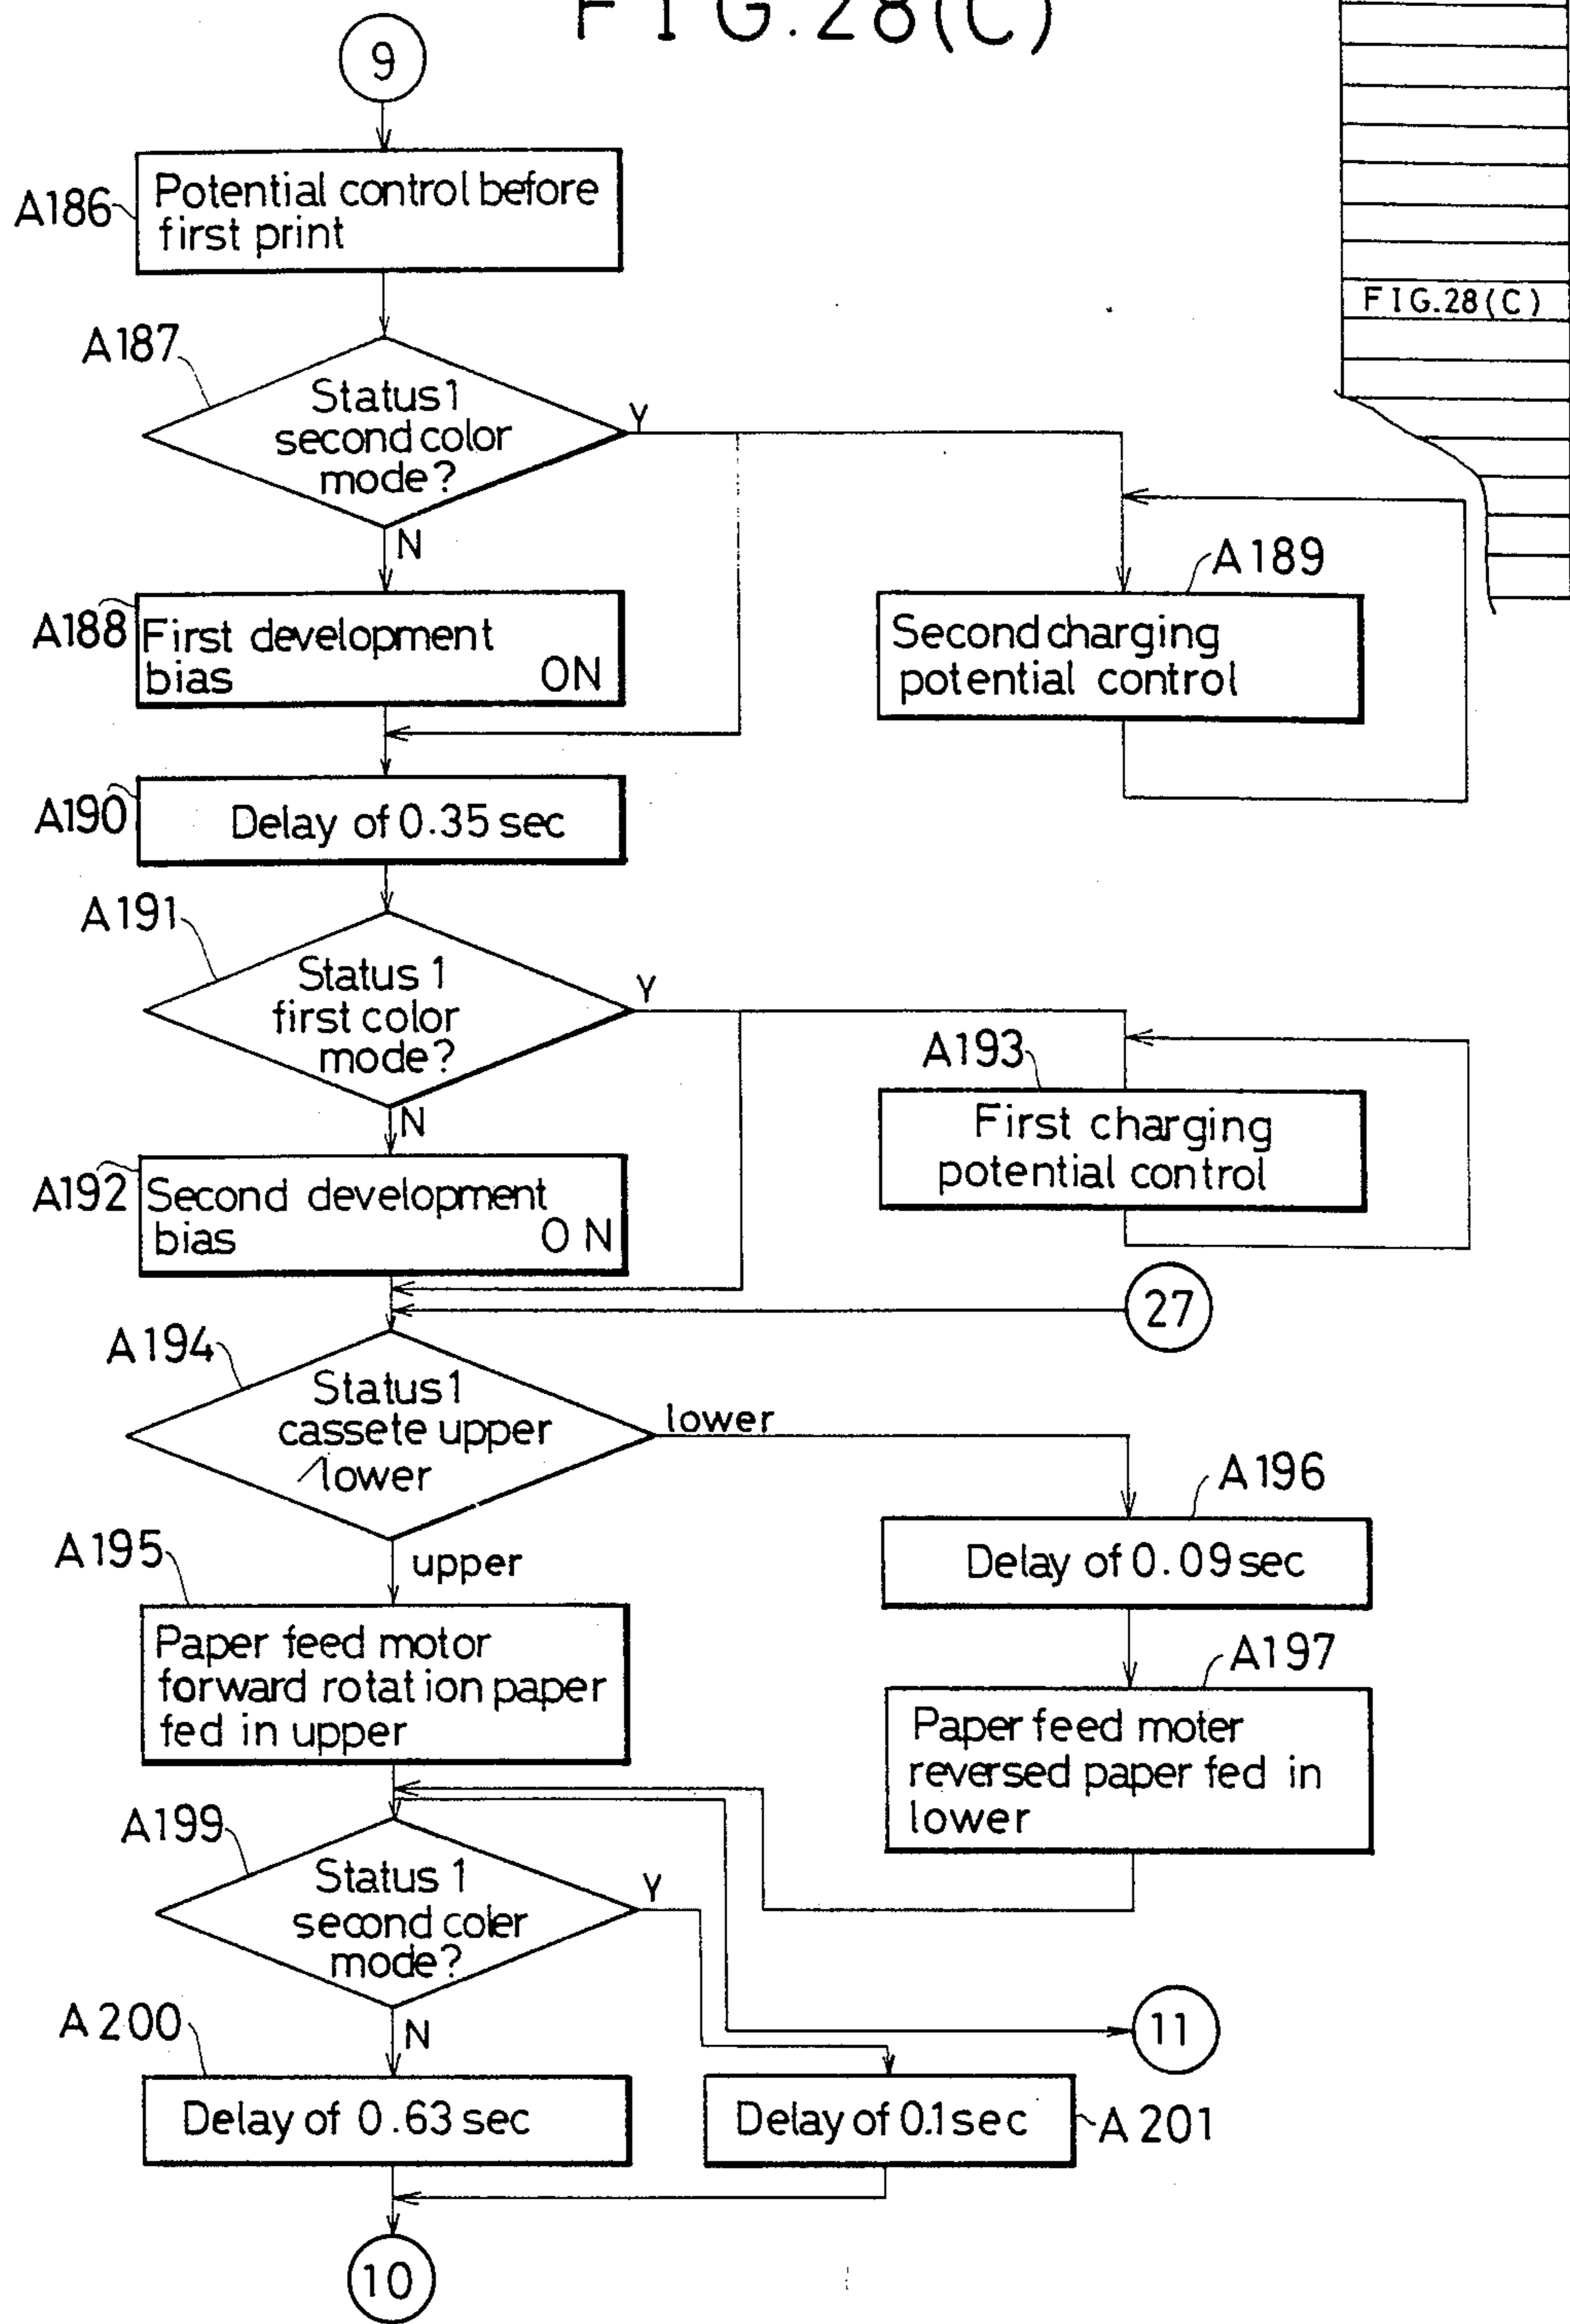 FIG.28(C)
9
FIG.28(C)
A186
Potential control before
first print
A187
Status 1
second color
mode?
Y
N
A188
First development
bias ON
A189
Second charging
potential control
A190
Delay of 0.35 sec
A191
Status 1
first color
mode?
Y
N
A192
Second development
bias ON
A193
First charging
potential control
27
A194
Status 1
cassete upper
/lower
lower
upper
A195
Paper feed motor
forward rotation paper
fed in upper
A196
Delay of 0.09 sec
A197
Paper feed moter
reversed paper fed in
lower
A199
Status 1
second coler
mode?
Y
N
11
A200
Delay of 0.63 sec
Delay of 0.1 sec
A201
10